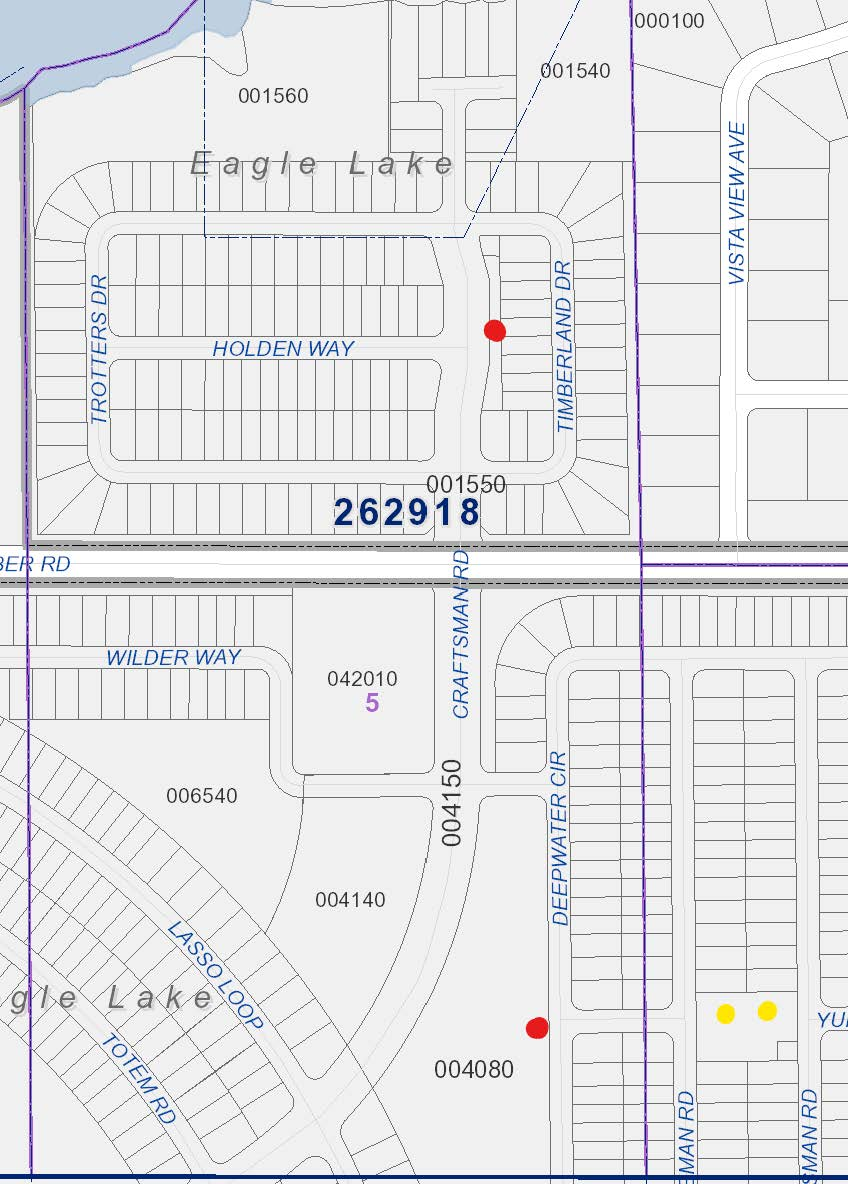 000100
001540
001560
Eagle Lake
VISTA VIEW AVE
TROTTERS DR
TIMBERLAND DR
HOLDEN WAY
001550
262918
BER RD
CRAFTSMAN RD
WILDER WAY
042010
5
004150
006540
DEEPWATER CIR
004140
LASSO LOOP
gle Lake
YU
TOTEM RD
004080
MAN RD
SMAN RD